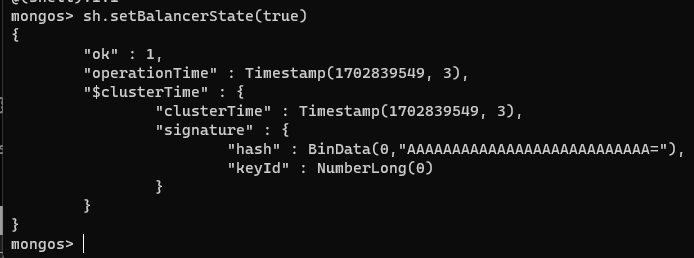 mongos> sh.setBalancerState(true)
{
        "ok" : 1,
        "operationTime" : Timestamp(1702839549, 3),
        "$clusterTime" : {
                "clusterTime" : Timestamp(1702839549, 3),
                "signature" : {
                        "hash" : BinData(0,"AAAAAAAAAAAAAAAAAAAAAAAAAAA="),
                        "keyId" : NumberLong(0)
                }
        }
}
mongos>